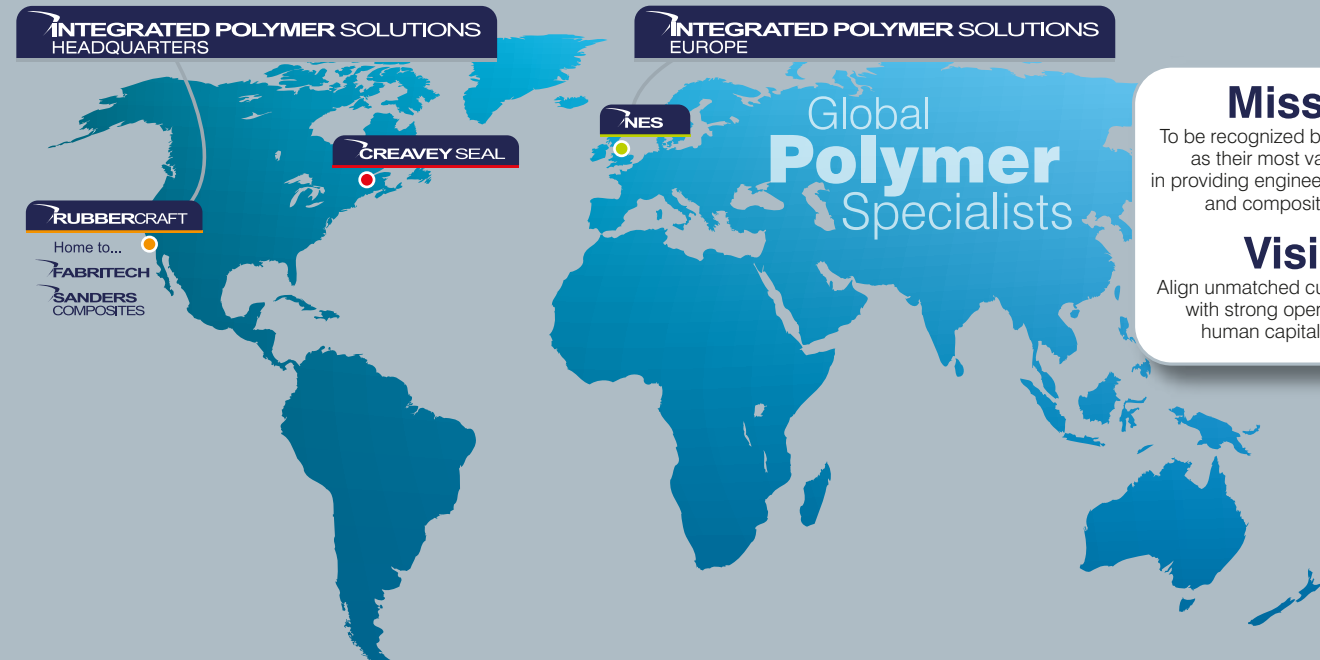 INTEGRATED POLYMER SOLUTIONS
HEADQUARTERS
INTEGRATED POLYMER SOLUTIONS
EUROPE
NES
CREAVEY SEAL
RUBBERCRAFT
Home to...
FABRITECH
SANDERS
COMPOSITES
Global
Polymer
Specialists
Miss
To be recognized b
as their most va
in providing enginee
and composit
Visi
Align unmatched cu
with strong oper
human capital